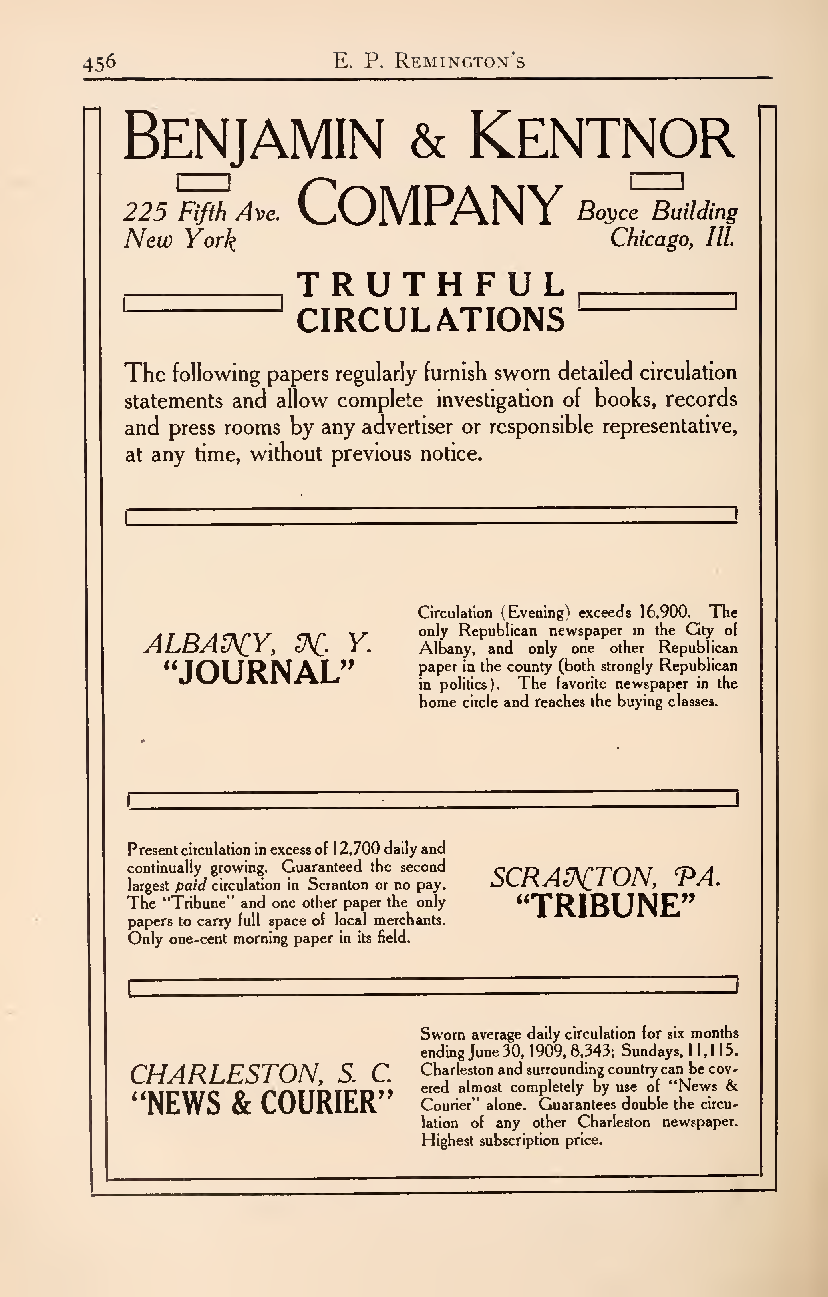 456
E. P. Remington's
Benjamin & Kentnor
Company
225 Fifth Ave.
New York
Boyce Building
Chicago, Ill.
TRUTHFUL
CIRCULATIONS
The following papers regularly furnish sworn detailed circulation
statements and allow complete investigation of books, records
and press rooms by any advertiser or responsible representative,
at any time, without previous notice.
ALBANY, N. Y.
"JOURNAL"
Circulation (Evening) exceeds 16,900. The
only Republican newspaper in the City of
Albany, and only one other Republican
paper in the county (both strongly Republican
in politics). The favorite newspaper in the
home circle and reaches the buying classes.
Present circulation in excess of 12,700 daily and
continually growing. Guaranteed the second
largest paid circulation in Scranton or no pay.
The "Tribune" and one other paper the only
papers to carry full space of local merchants.
Only one-cent morning paper in its field.
SCRANTON, PA.
"TRIBUNE"
CHARLESTON, S. C.
"NEWS & COURIER"
Sworn average daily circulation for six months
ending June 30, 1909, 8,343; Sundays, 11,115.
Charleston and surrounding country can be cov-
ered almost completely by use of "News &
Courier" alone. Guarantees double the circu-
lation of any other Charleston newspaper.
Highest subscription price.